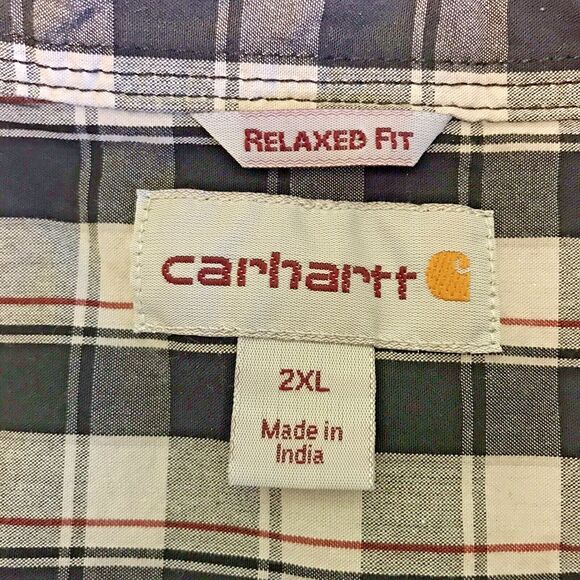 RELAXED FIT
carhartt
2XL
Made in
India